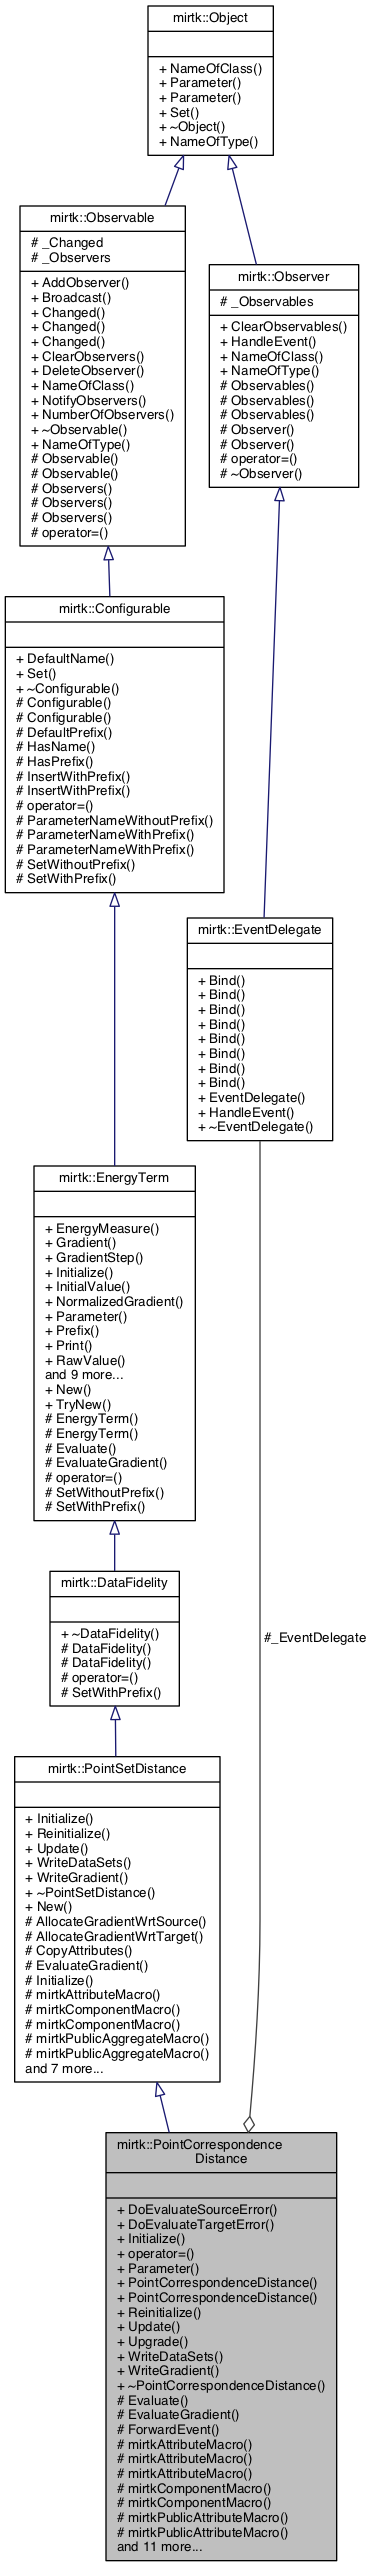 mirtk::Object
+ NameOfClass()
+ Parameter()
+ Parameter()
+ Set()
+ ~Object()
+ NameOfType()
mirtk::Observable
# _Changed
# _Observers
+ AddObserver()
+ Broadcast()
+ Changed()
+ Changed()
+ Changed()
+ ClearObservers()
+ DeleteObserver()
+ NameOfClass()
+ NotifyObservers()
+ NumberOfObservers()
+ ~Observable()
+ NameOfType()
# Observable()
# Observable()
# Observers()
# Observers()
# Observers()
# operator=()
mirtk::Observer
# _Observables
+ ClearObservables()
+ HandleEvent()
+ NameOfClass()
+ NameOfType()
# Observables()
# Observables()
# Observables()
# Observer()
# Observer()
# operator=()
# ~Observer()
mirtk::Configurable
+ DefaultName()
+ Set()
+ ~Configurable()
# Configurable()
# Configurable()
# DefaultPrefix()
# HasName()
# HasPrefix()
# InsertWithPrefix()
# InsertWithPrefix()
# operator=()
# ParameterNameWithoutPrefix()
# ParameterNameWithPrefix()
# ParameterNameWithPrefix()
# SetWithoutPrefix()
# SetWithPrefix()
mirtk::EventDelegate
+ Bind()
+ Bind()
+ Bind()
+ Bind()
+ Bind()
+ Bind()
+ Bind()
+ Bind()
+ EventDelegate()
+ HandleEvent()
+ ~EventDelegate()
mirtk::EnergyTerm
+ EnergyMeasure()
+ Gradient()
+ GradientStep()
+ Initialize()
+ InitialValue()
+ NormalizedGradient()
+ Parameter()
+ Prefix()
+ Print()
+ RawValue()
and 9 more...
+ New()
+ TryNew()
# EnergyTerm()
# EnergyTerm()
# Evaluate()
# EvaluateGradient()
# operator=()
# SetWithoutPrefix()
# SetWithPrefix()
mirtk::DataFidelity
+ ~DataFidelity()
# DataFidelity()
# DataFidelity()
# operator=()
# SetWithPrefix()
#_EventDelegate
mirtk::PointSetDistance
+ Initialize()
+ Reinitialize()
+ Update()
+ WriteDataSets()
+ WriteGradient()
+ ~PointSetDistance()
+ New()
# AllocateGradientWrtSource()
# AllocateGradientWrtTarget()
# CopyAttributes()
# EvaluateGradient()
# Initialize()
# mirtkAttributeMacro()
# mirtkComponentMacro()
# mirtkComponentMacro()
# mirtkPublicAggregateMacro()
# mirtkPublicAggregateMacro()
and 7 more...
mirtk::PointCorrespondence
Distance
+ DoEvaluateSourceError()
+ DoEvaluateTargetError()
+ Initialize()
+ operator=()
+ Parameter()
+ PointCorrespondenceDistance()
+ PointCorrespondenceDistance()
+ Reinitialize()
+ Update()
+ Upgrade()
+ WriteDataSets()
+ WriteGradient()
+ ~PointCorrespondenceDistance()
# Evaluate()
# EvaluateGradient()
# ForwardEvent()
# mirtkAttributeMacro()
# mirtkAttributeMacro()
# mirtkAttributeMacro()
# mirtkComponentMacro()
# mirtkComponentMacro()
# mirtkPublicAttributeMacro()
# mirtkPublicAttributeMacro()
and 11 more...